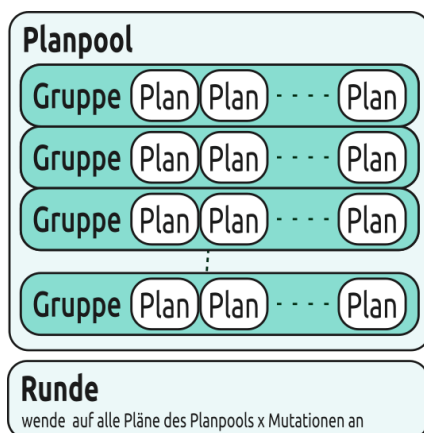 Planpool
Gruppe Plan Plan - - - - Plan
Gruppe Plan Plan - - - - Plan
Gruppe Plan Plan - - - - Plan
Gruppe Plan Plan - - - - Plan
Runde
wende auf alle Pläne des Planpools x Mutationen an